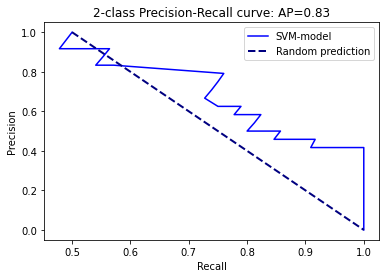 2-class Precision-Recall curve: AP=0.83
SVM-model
Random prediction
Precision
1.0
0.8
0.6
0.4
0.2
0.0
0.5 0.6 0.7 0.8 0.9 1.0
Recall